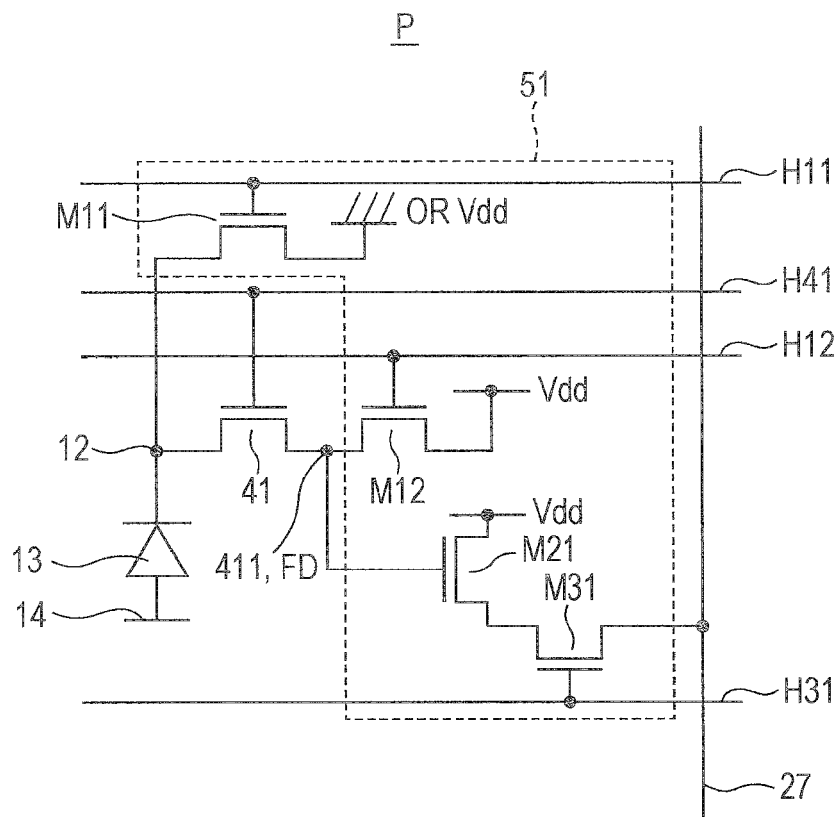 P
51
H11
M11
OR Vdd
H41
H12
Vdd
12
41
M12
Vdd
13
411, FD
M21
M31
14
H31
27